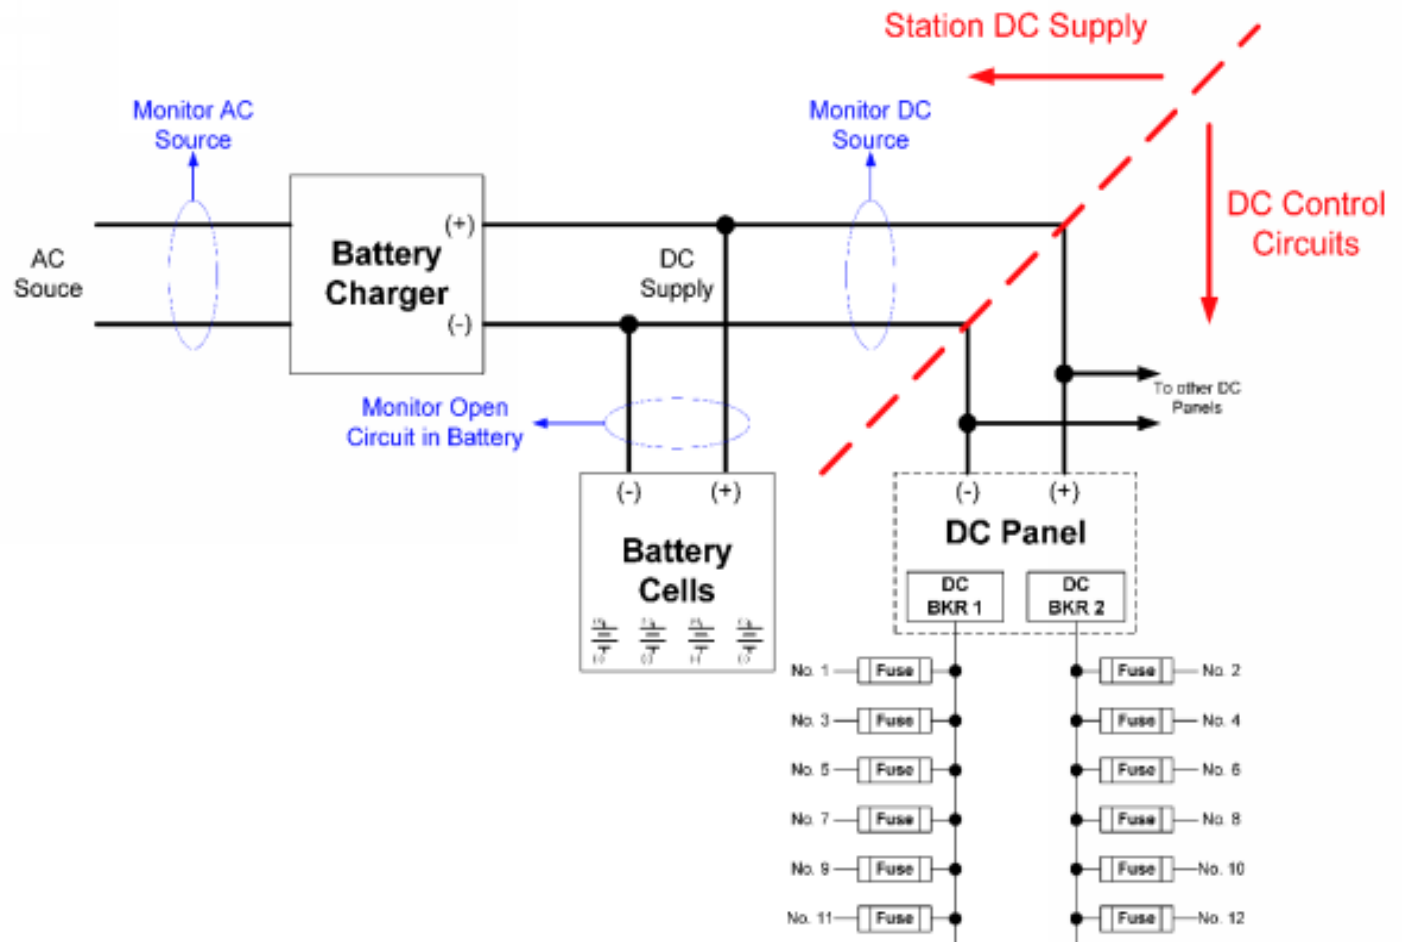 Station DC Supply
Monitor AC
Source
Monitor DC
Source
DC Control
Circuits
AC
Souce
Battery
Charger
(+)
(-)
DC
Supply
To other DC
Panels
Monitor Open
Circuit in Battery
(-)
(+)
Battery
Cells
(-)
(+)
DC Panel
DC
BKR 1
DC
BKR 2
No. 1 Fuse
Fuse No. 2
No. 3 Fuse
Fuse No. 4
No. 5 Fuse
Fuse No. 6
No. 7 Fuse
Fuse No. 8
No. 9 Fuse
Fuse No. 10
No. 11 Fuse
Fuse No. 12